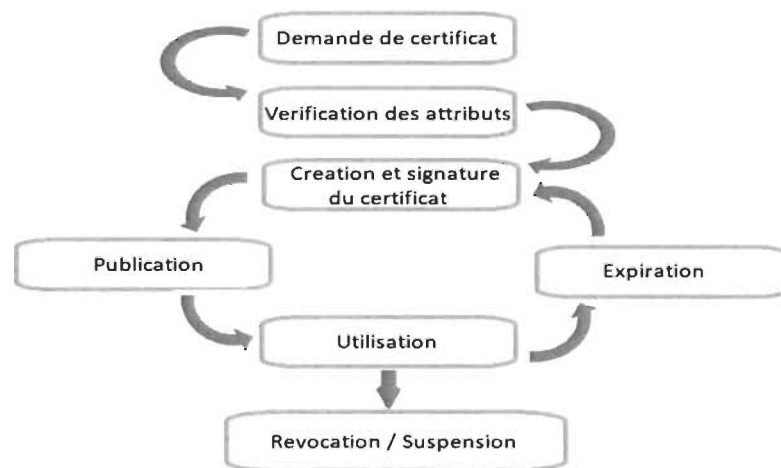 Demande de certificat
Verification des attributs
Creation et signature
du certificat
Publication
Expiration
Utilisation
Revocation / Suspension